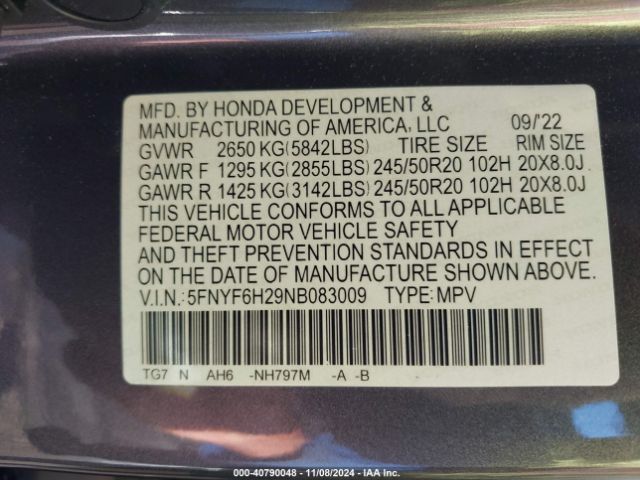 MFD. BY HONDA DEVELOPMENT &
MANUFACTURING OF AMERICA, LLC 09/'22
GVWR 2650 KG(5842LBS) TIRE SIZE RIM SIZE
GAWR F 1295 KG(2855LBS) 245/50R20 102H 20X8.0J
GAWR R 1425 KG(3142LBS) 245/50R20 102H 20X8.0J
THIS VEHICLE CONFORMS TO ALL APPLICABLE
FEDERAL MOTOR VEHICLE SAFETY
AND THEFT PREVENTION STANDARDS IN EFFECT
ON THE DATE OF MANUFACTURE SHOWN ABOVE.
V.I.N.:5FNYF6H29NB083009 TYPE:MPV
TG7 N AH6 -NH797M -A -B
000-40790048 - 11/08/2024 - IAA Inc.